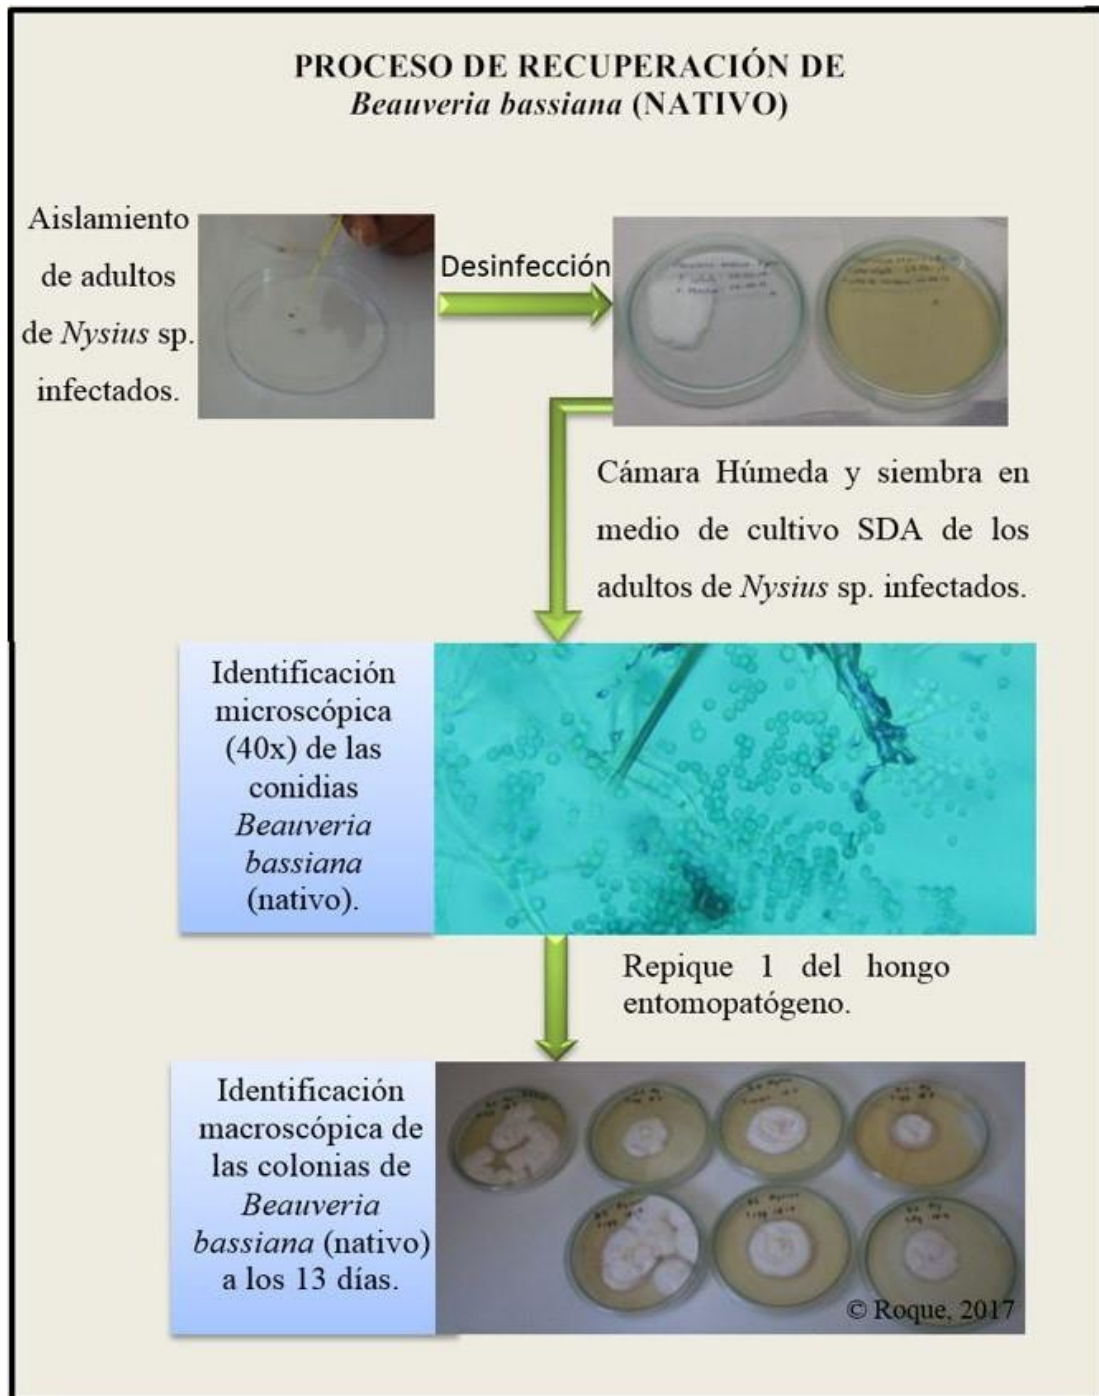 PROCESO DE RECUPERACIÓN DE
Beauveria bassiana (NATIVO)
Aislamiento
de adultos
de Nysius sp.
infectados.
Desinfección
Cámara Húmeda y siembra en
medio de cultivo SDA de los
adultos de Nysius sp. infectados.
Identificación
microscópica
(40x) de las
conidias
Beauveria
bassiana
(nativo).
Repique 1 del hongo
entomopatógeno.
Identificación
macroscópica de
las colonias de
Beauveria
bassiana (nativo)
a los 13 días.
© Roque, 2017